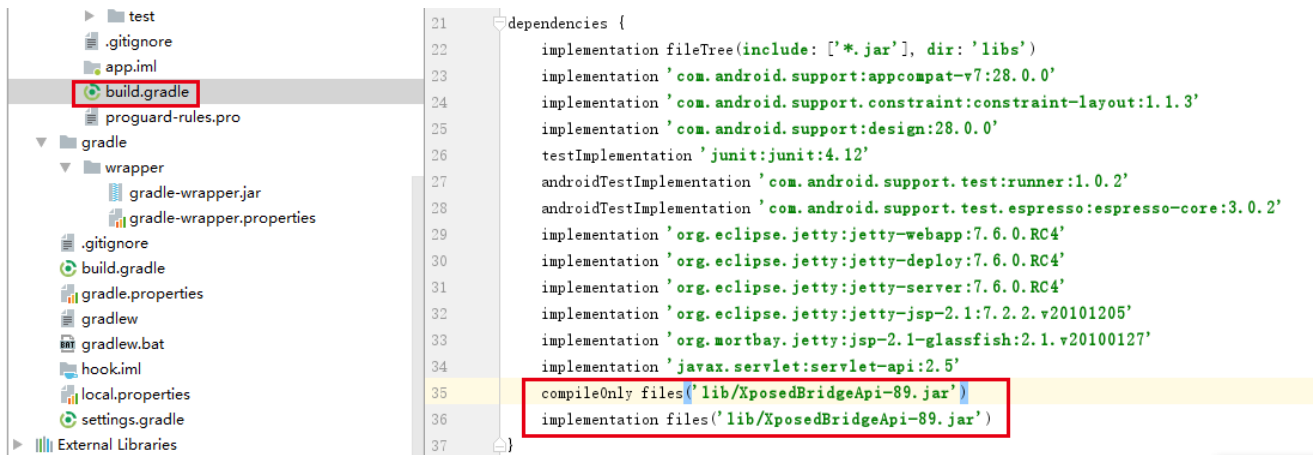 test
.gitignore
app.iml
build.gradle
proguard-rules.pro
gradle
wrapper
gradle-wrapper.jar
gradle-wrapper.properties
.gitignore
build.gradle
gradle.properties
gradlew
gradlew.bat
hook.iml
local.properties
settings.gradle
External Libraries
21 dependencies {
22 implementation fileTree(include: ['*.jar'], dir: 'libs')
23 implementation 'com.android.support:appcompat-v7:28.0.0'
24 implementation 'com.android.support.constraint:constraint-layout:1.1.3'
25 implementation 'com.android.support:design:28.0.0'
26 testImplementation 'junit:junit:4.12'
27 androidTestImplementation 'com.android.support.test:runner:1.0.2'
28 androidTestImplementation 'com.android.support.test.espresso:espresso-core:3.0.2'
29 implementation 'org.eclipse.jetty:jetty-webapp:7.6.0.RC4'
30 implementation 'org.eclipse.jetty:jetty-deploy:7.6.0.RC4'
31 implementation 'org.eclipse.jetty:jetty-server:7.6.0.RC4'
32 implementation 'org.eclipse.jetty:jetty-jsp-2.1:7.2.2.v20101205'
33 implementation 'org.mortbay.jetty:jsp-2.1-glassfish:2.1.v20100127'
34 implementation 'javax.servlet:servlet-api:2.5'
35 compileOnly files('lib/XposedBridgeApi-89.jar')
36 implementation files('lib/XposedBridgeApi-89.jar')
37 }